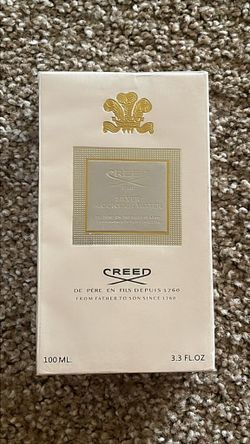 CREED
SILVER
MOUNTAIN WATER
CREED
DE PÈRE EN FILS DEPUIS 1760
FROM FATHER TO SON SINCE 1760
100 ML.
3.3 FL.OZ